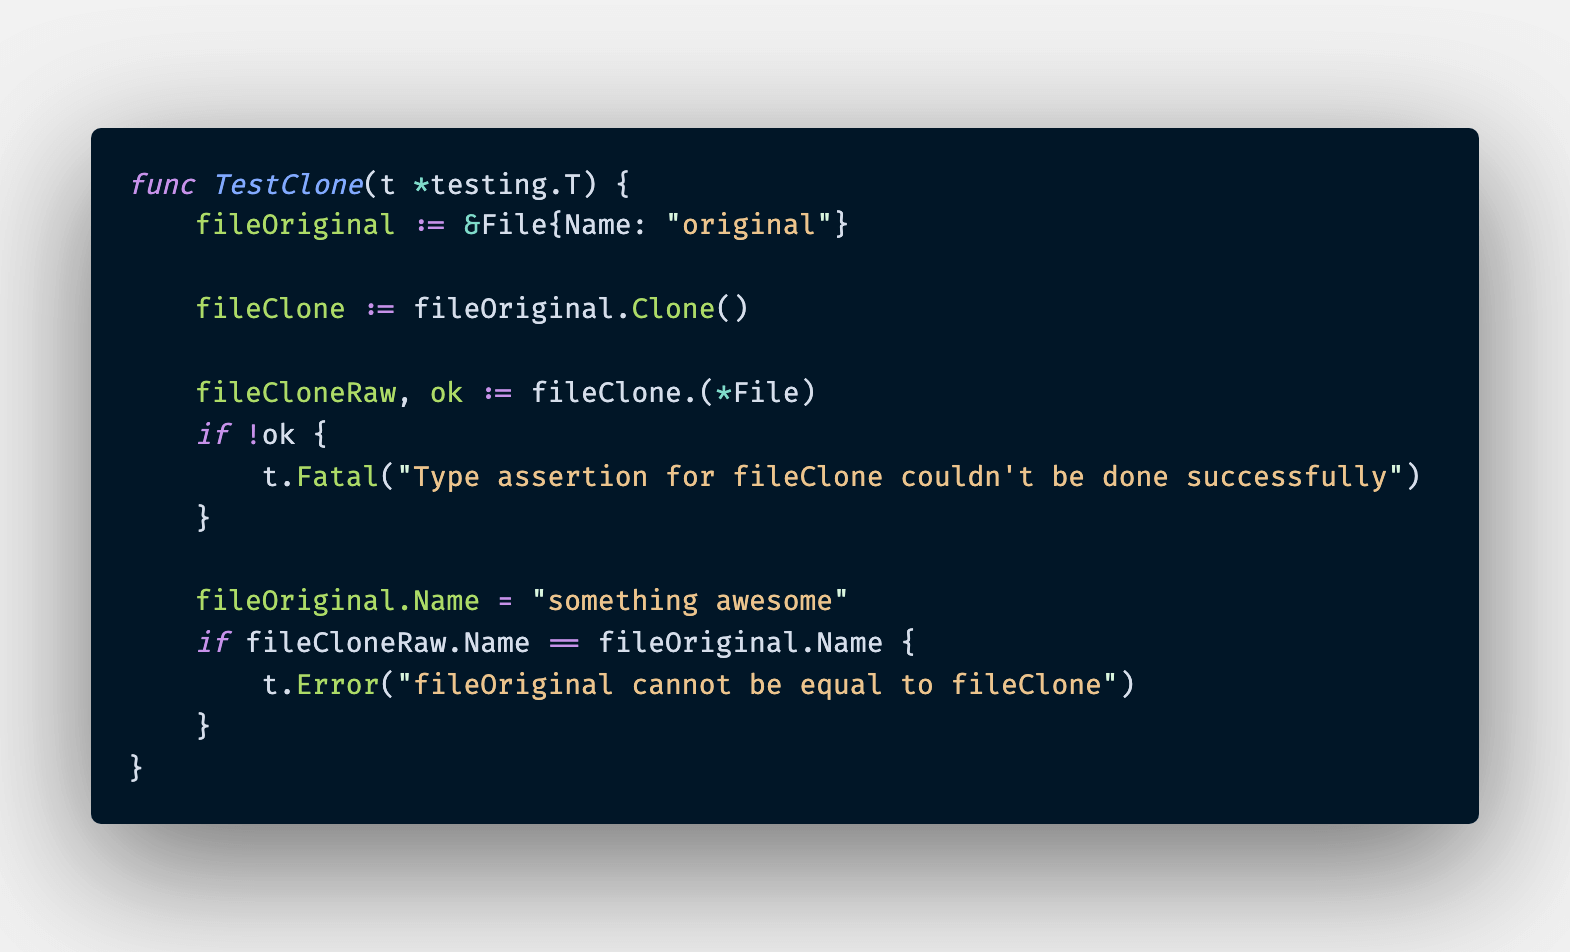 func TestClone(t *testing.T) {
    fileOriginal := &File{Name: "original"}

    fileClone := fileOriginal.Clone()

    fileCloneRaw, ok := fileClone.(*File)
    if !ok {
        t.Fatal("Type assertion for fileClone couldn't be done successfully")
    }

    fileOriginal.Name = "something awesome"
    if fileCloneRaw.Name == fileOriginal.Name {
        t.Error("fileOriginal cannot be equal to fileClone")
    }
}